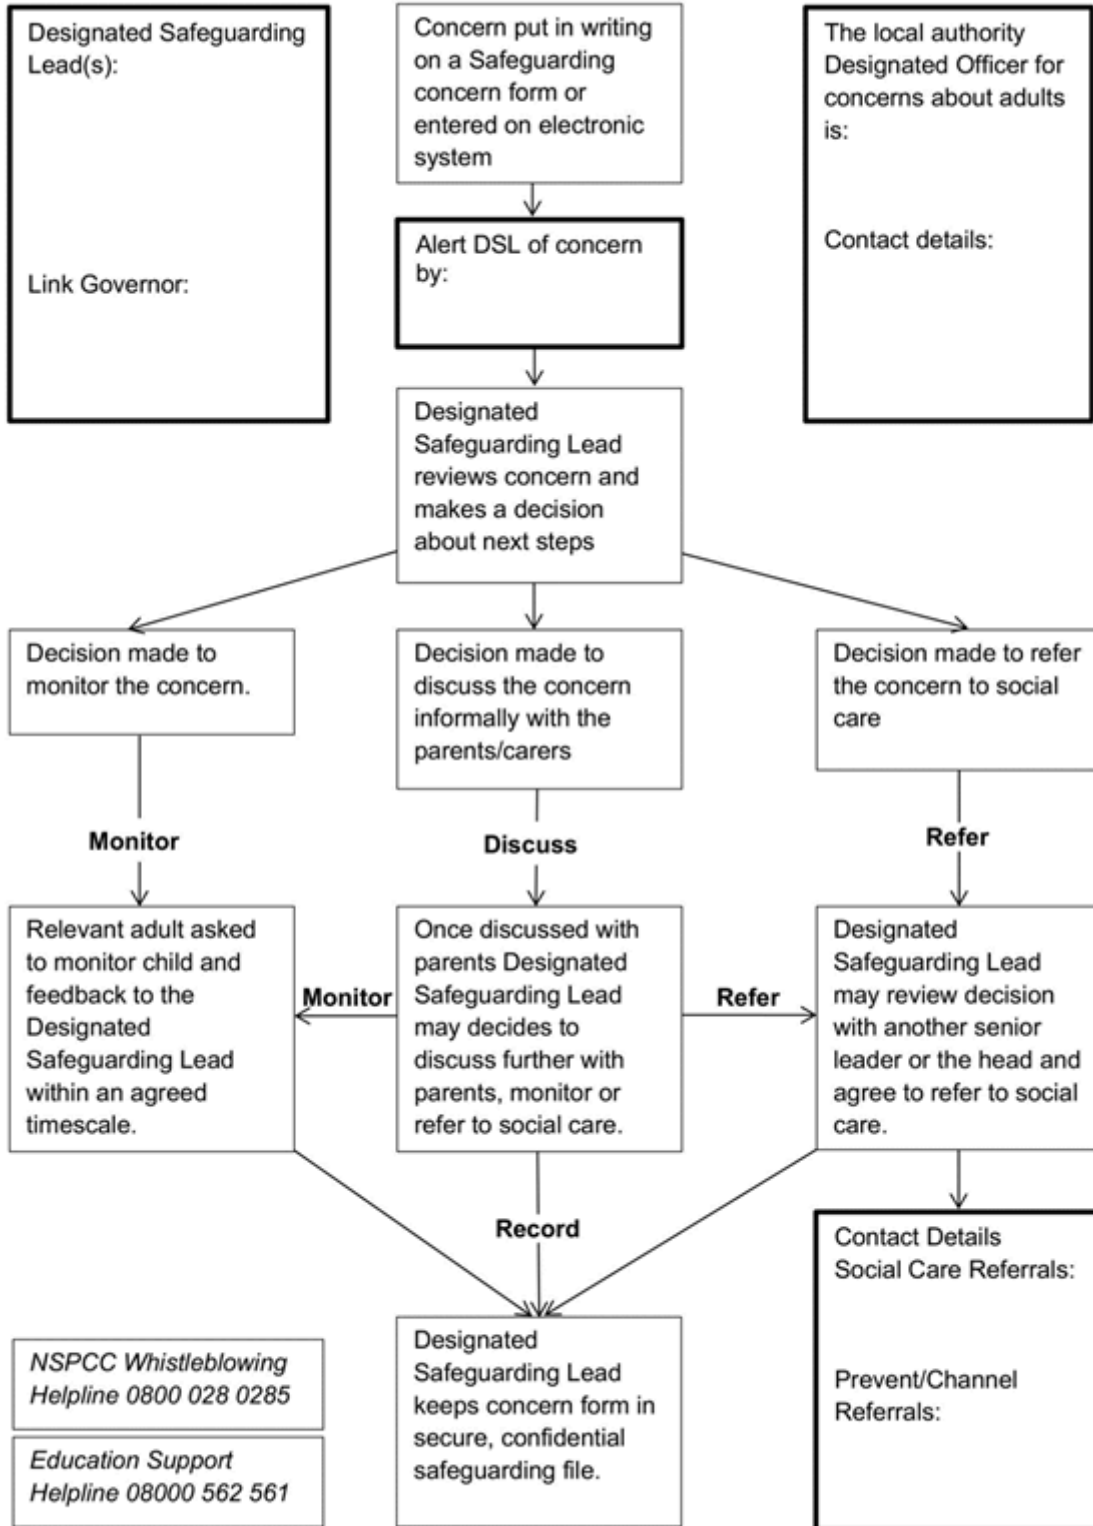 Designated Safeguarding
Lead(s):
Link Governor:
Concern put in writing
on a Safeguarding
concern form or
entered on electronic
system
The local authority
Designated Officer for
concerns about adults
is:
Contact details:
Alert DSL of concern
by:
Designated
Safeguarding Lead
reviews concern and
makes a decision
about next steps
Decision made to
monitor the concern.
Decision made to
discuss the concern
informally with the
parents/carers
Decision made to refer
the concern to social
care
Monitor
Discuss
Refer
Relevant adult asked
to monitor child and
feedback to the
Designated
Safeguarding Lead
within an agreed
timescale.
Monitor
Once discussed with
parents Designated
Safeguarding Lead
may decides to
discuss further with
parents, monitor or
refer to social care.
Refer
Designated
Safeguarding Lead
may review decision
with another senior
leader or the head and
agree to refer to social
care.
Record
Contact Details
Social Care Referrals:
Prevent/Channel
Referrals:
Designated
Safeguarding Lead
keeps concern form in
secure, confidential
safeguarding file.
NSPCC Whistleblowing
Helpline 0800 028 0285
Education Support
Helpline 08000 562 561